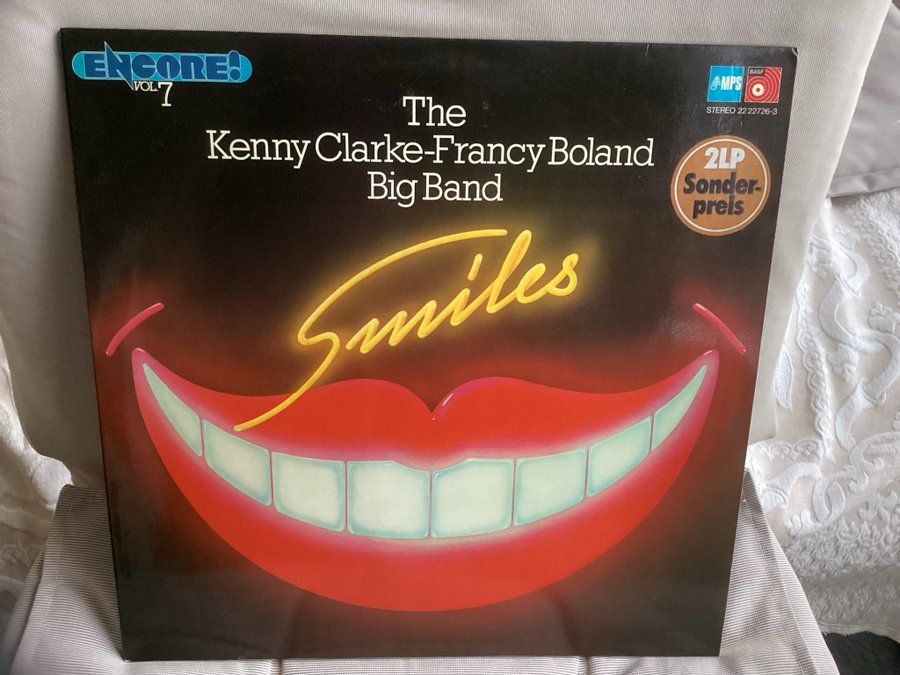 ENCORE!
VOL. 7
The
Kenny Clarke-Francy Boland
Big Band
MPS
BASF
STEREO 22 22726-3
2LP
Sonder-
preis
Smiles